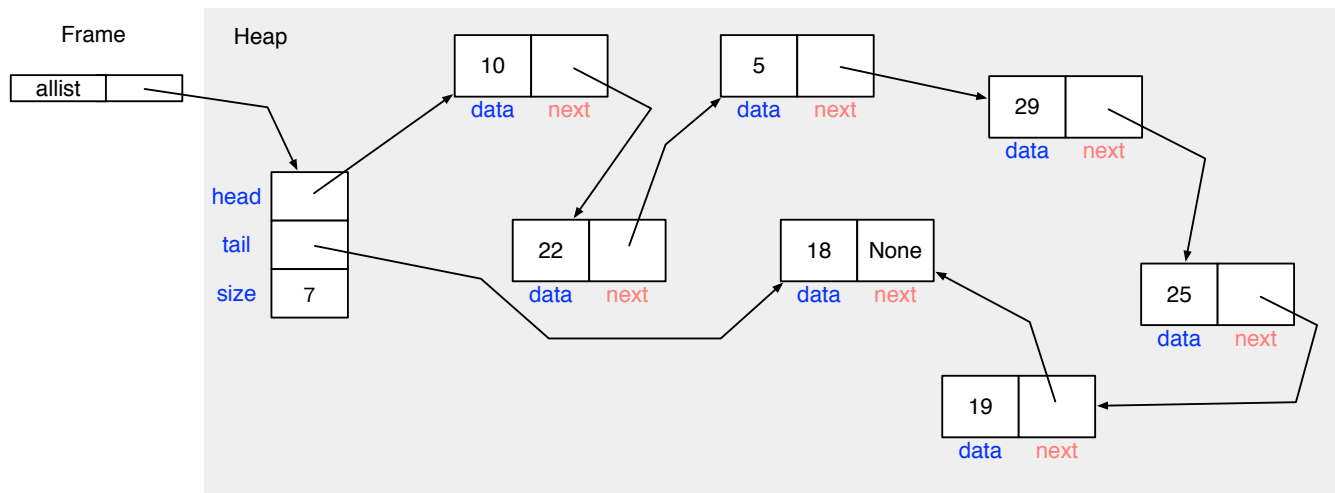 Frame
Heap
allist
10
data next
5
data next
29
data next
head
tail
size 7
22
data next
18 None
data next
25
data next
19
data next